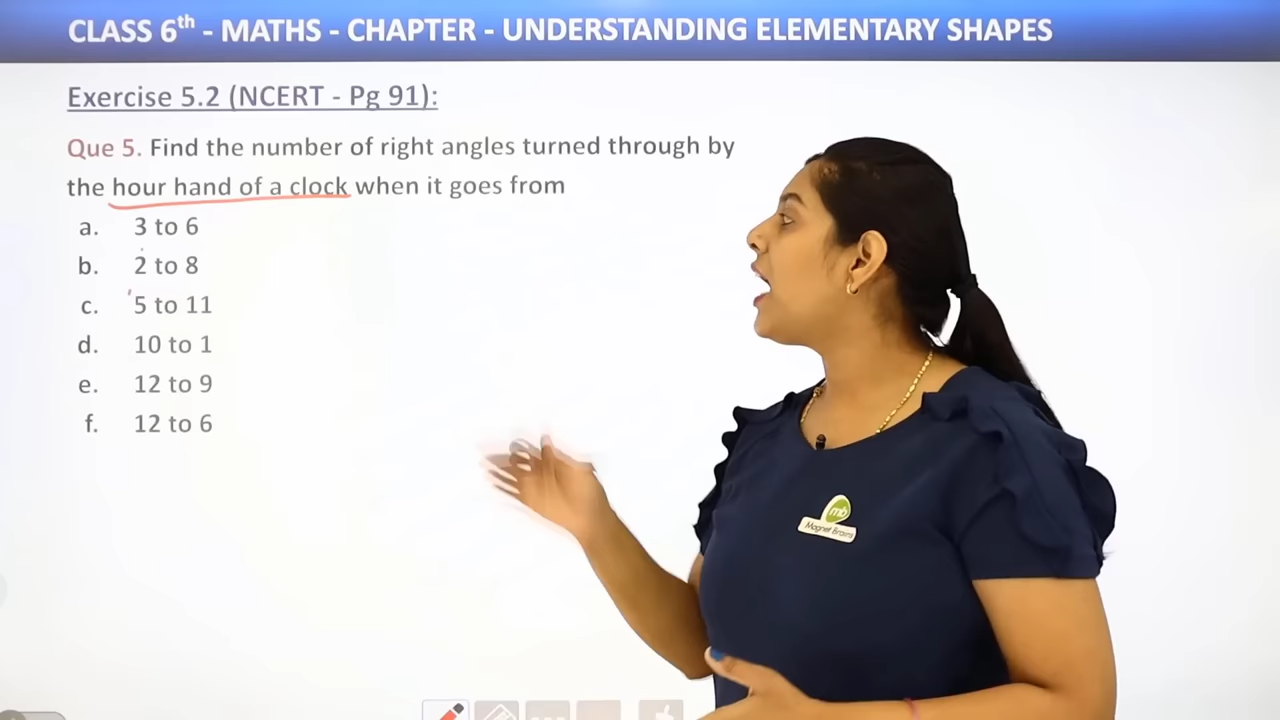 CLASS 6th - MATHS - CHAPTER - UNDERSTANDING ELEMENTARY SHAPES
Exercise 5.2 (NCERT - Pg 91):
Que 5. Find the number of right angles turned through by
the hour hand of a clock when it goes from
a. 3 to 6
b. 2 to 8
c. 5 to 11
d. 10 to 1
e. 12 to 9
f. 12 to 6
mb
Magnet Brains